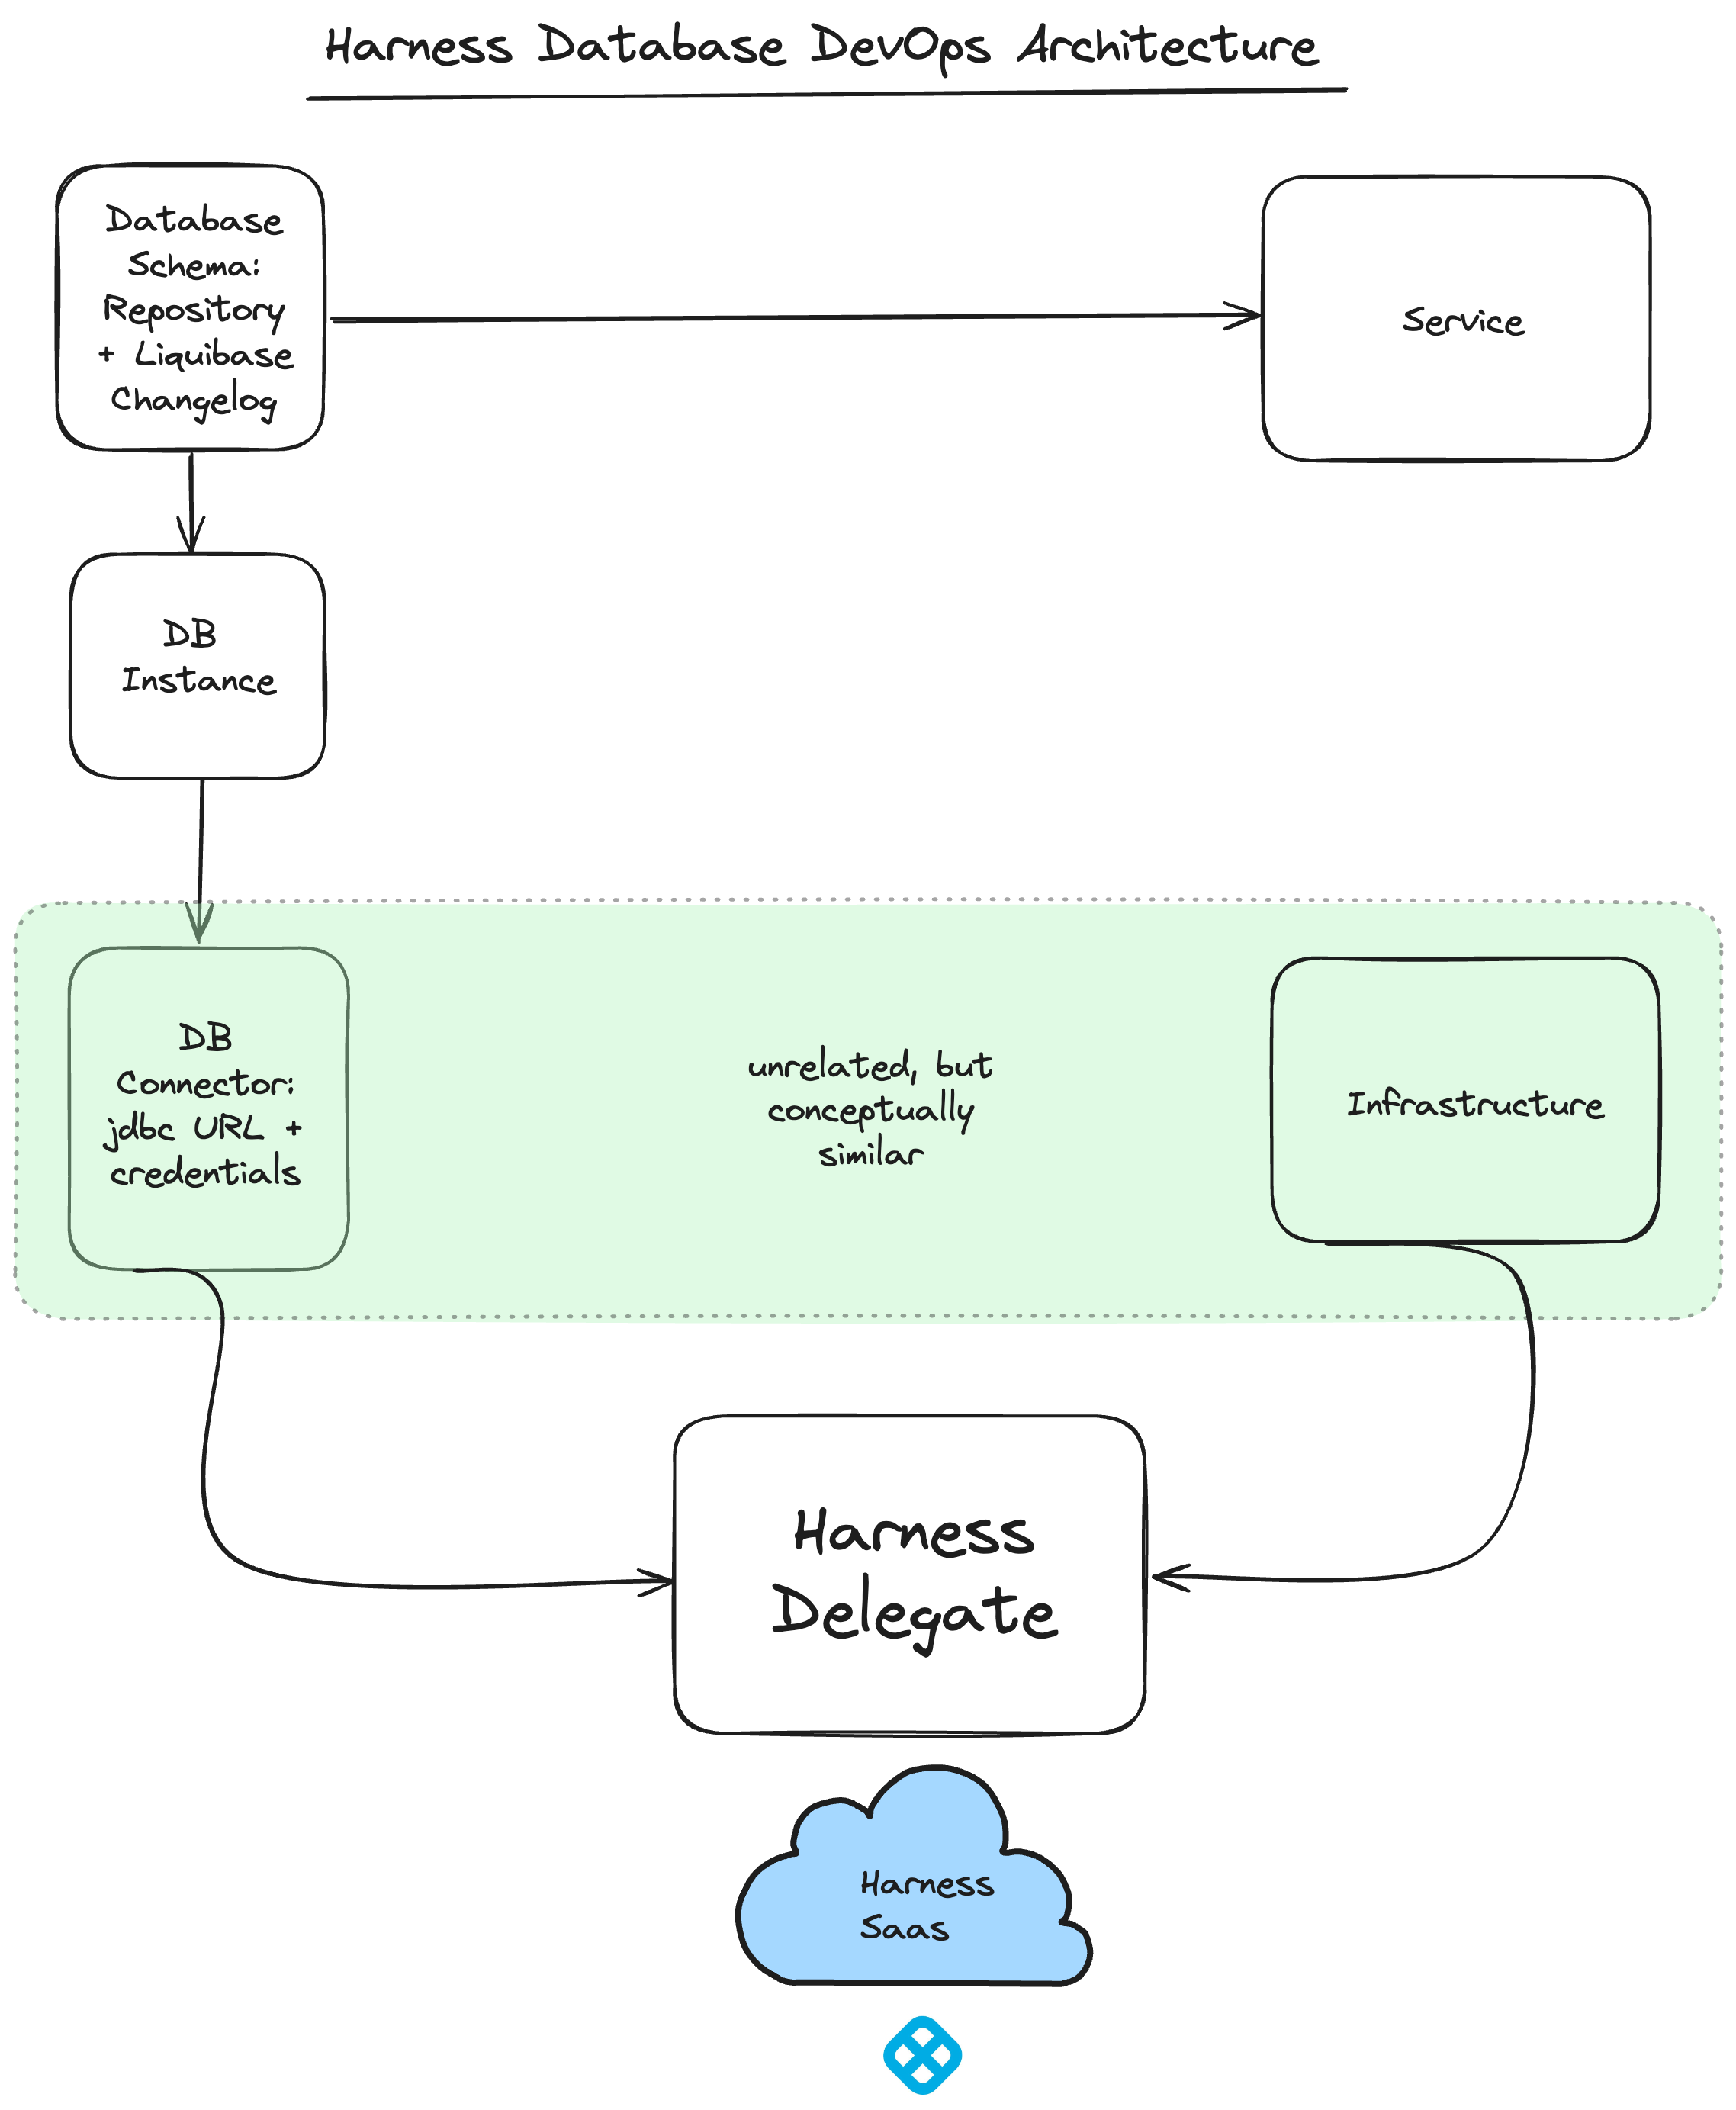 Harness Database DevOps Architecture
Database
Schema:
Repository
+ Liquibase
Changelog
Service
DB
Instance
DB
Connector:
jdbc URL +
credentials
unrelated, but
conceptually
similar
Infrastructure
Harness
Delegate
Harness
Saas